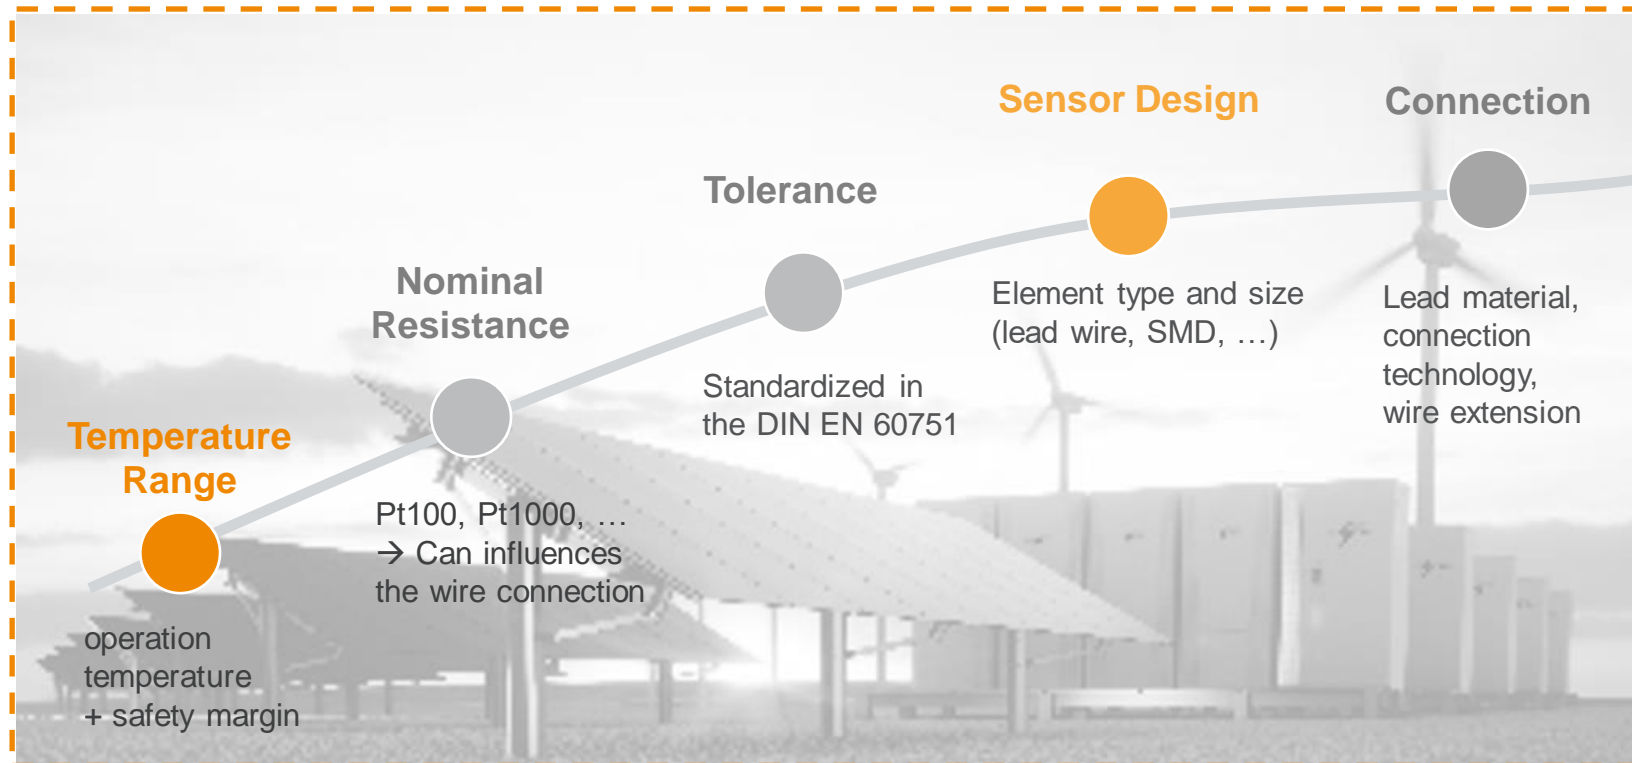 Temperature
Range
operation
temperature
+ safety margin
Nominal
Resistance
Pt100, Pt1000, …
→ Can influences
the wire connection
Tolerance
Standardized in
the DIN EN 60751
Sensor Design
Element type and size
(lead wire, SMD, …)
Connection
Lead material,
connection
technology,
wire extension